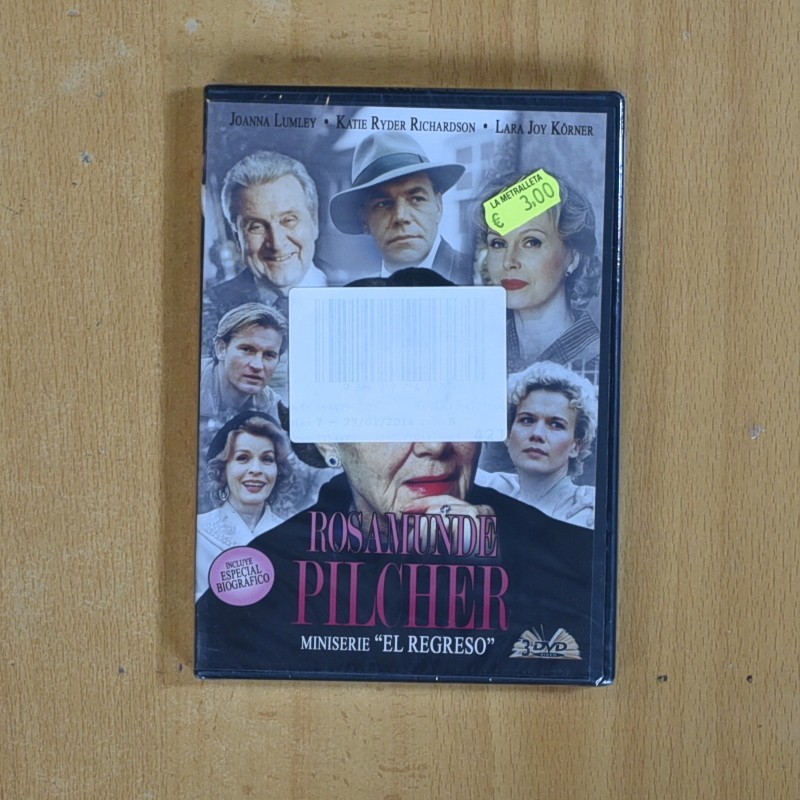 JOANNA LUMLEY • KATIE RYDER RICHARDSON • LARA JOY KÖRNER
LA METRALLETA
€ 3,00
ROSAMUNDE
PILCHER
MINISERIE "EL REGRESO"
INCLUYE
ESPECIAL
BIOGRÁFICO
3 DVD
VIDEO